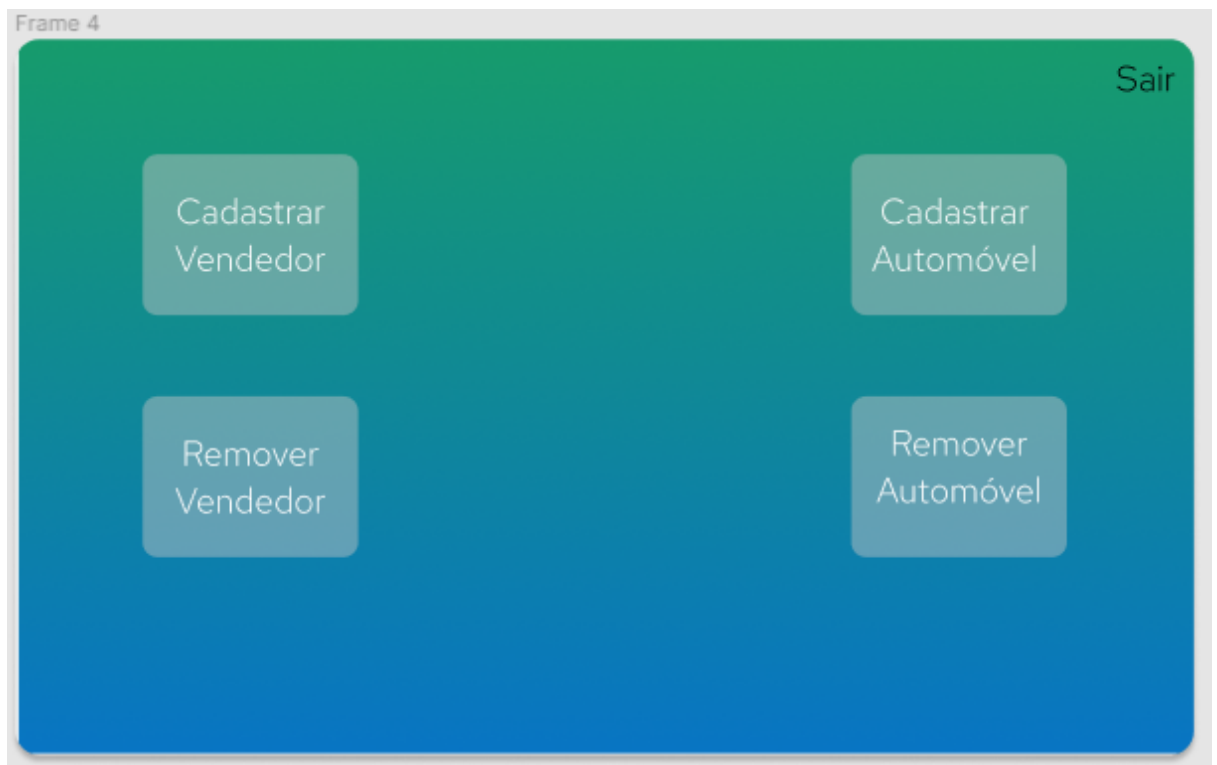 Frame 4
Sair
Cadastrar
Vendedor
Cadastrar
Automóvel
Remover
Vendedor
Remover
Automóvel